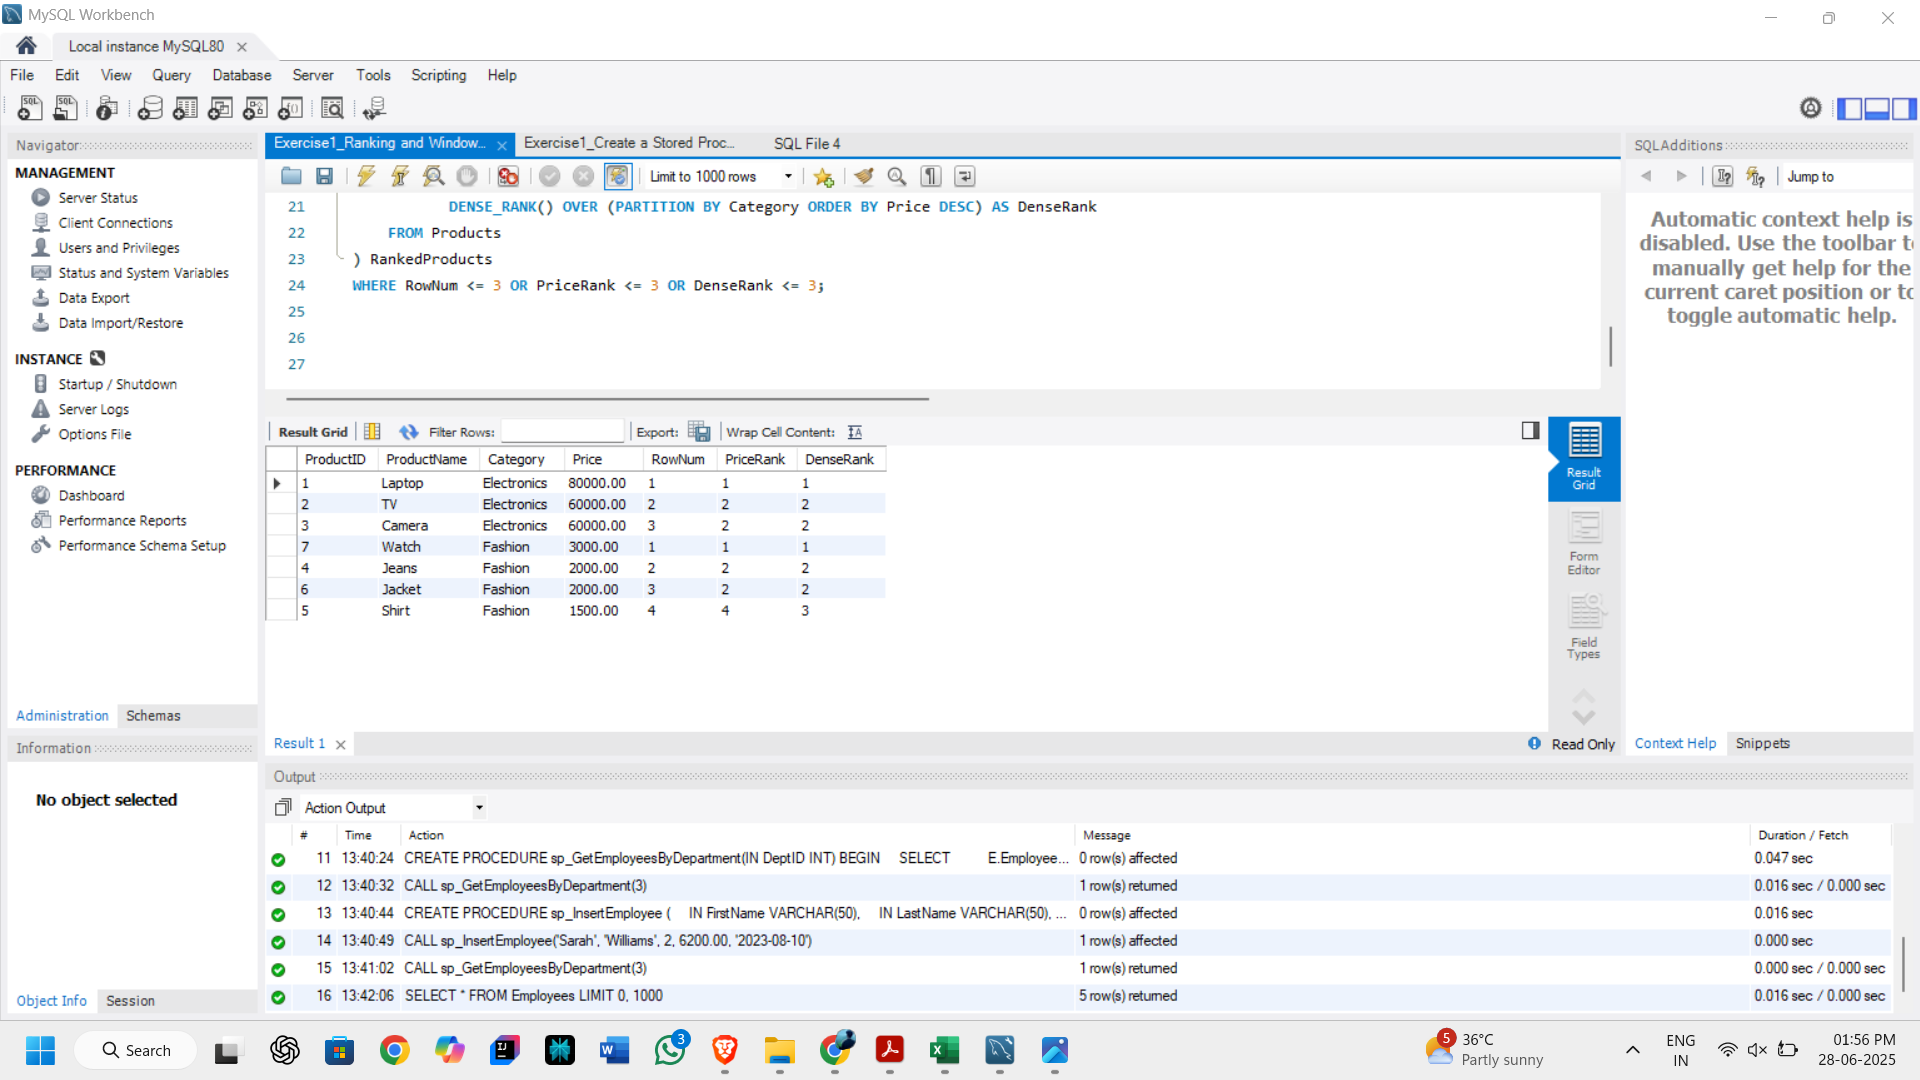 MySQL Workbench
Local instance MySQL80
File Edit View Query Database Server Tools Scripting Help
Navigator
MANAGEMENT
Server Status
Client Connections
Users and Privileges
Status and System Variables
Data Export
Data Import/Restore
INSTANCE
Startup / Shutdown
Server Logs
Options File
PERFORMANCE
Dashboard
Performance Reports
Performance Schema Setup
Administration Schemas
Information
No object selected
Object Info Session
Exercise1_Ranking and Window... Exercise1_Create a Stored Proc... SQL File 4
Limit to 1000 rows
21 DENSE_RANK() OVER (PARTITION BY Category ORDER BY Price DESC) AS DenseRank
22 FROM Products
23 ) RankedProducts
24 WHERE RowNum <= 3 OR PriceRank <= 3 OR DenseRank <= 3;
25
26
27
Result Grid Filter Rows: Export: Wrap Cell Content:
ProductID ProductName Category Price RowNum PriceRank DenseRank
1 Laptop Electronics 80000.00 1 1 1
2 TV Electronics 60000.00 2 2 2
3 Camera Electronics 60000.00 3 2 2
7 Watch Fashion 3000.00 1 1 1
4 Jeans Fashion 2000.00 2 2 2
6 Jacket Fashion 2000.00 3 2 2
5 Shirt Fashion 1500.00 4 4 3
Result
Grid
Form
Editor
Field
Types
Result 1
Read Only
SQLAdditions
Jump to
Automatic context help is
disabled. Use the toolbar t
manually get help for the
current caret position or to
toggle automatic help.
Context Help Snippets
Output
Action Output
# Time Action Message Duration / Fetch
11 13:40:24 CREATE PROCEDURE sp_GetEmployeesByDepartment(IN DeptID INT) BEGIN SELECT E.Employee... 0 row(s) affected 0.047 sec
12 13:40:32 CALL sp_GetEmployeesByDepartment(3) 1 row(s) returned 0.016 sec / 0.000 sec
13 13:40:44 CREATE PROCEDURE sp_InsertEmployee ( IN FirstName VARCHAR(50), IN LastName VARCHAR(50), ... 0 row(s) affected 0.016 sec
14 13:40:49 CALL sp_InsertEmployee('Sarah', 'Williams', 2, 6200.00, '2023-08-10') 1 row(s) affected 0.000 sec
15 13:41:02 CALL sp_GetEmployeesByDepartment(3) 1 row(s) returned 0.000 sec / 0.000 sec
16 13:42:06 SELECT * FROM Employees LIMIT 0, 1000 5 row(s) returned 0.016 sec / 0.000 sec
Search
3
5
36°C
Partly sunny
ENG
IN
01:56 PM
28-06-2025